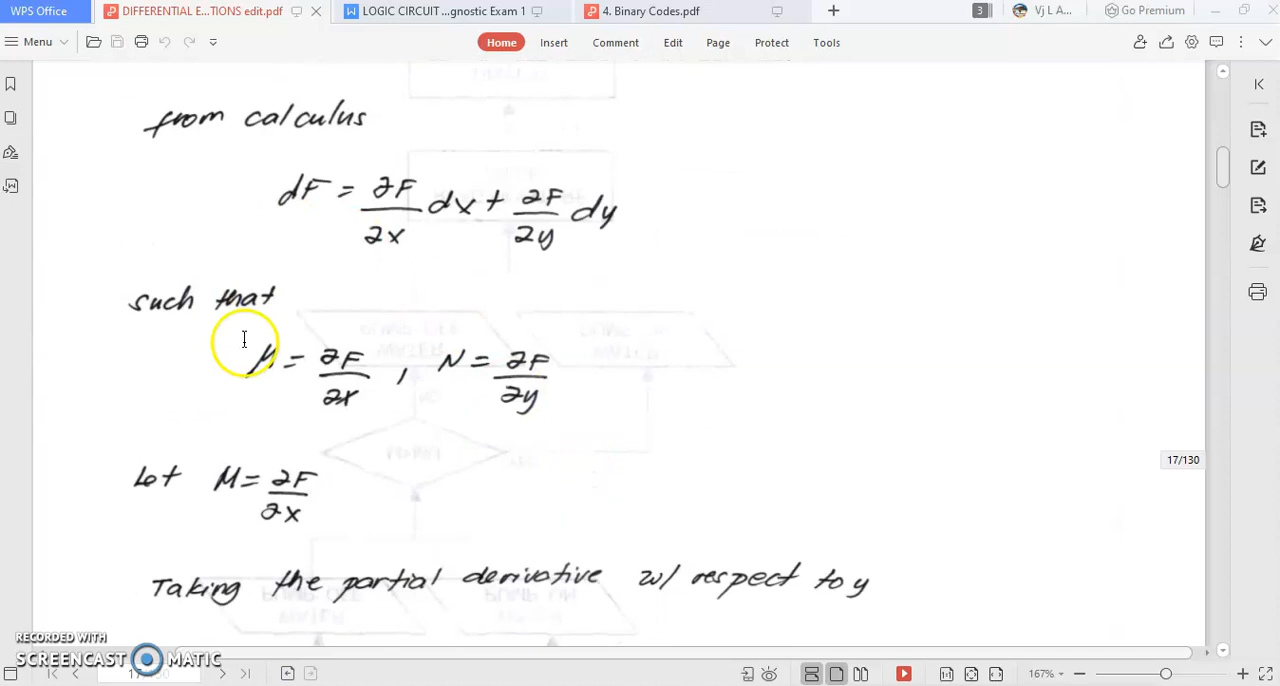 WPS Office
DIFFERENTIAL E...TIONS edit.pdf
LOGIC CIRCUIT ...gnostic Exam 1
4. Binary Codes.pdf
3
Vj L A...
Go Premium
Menu
Home
Insert
Comment
Edit
Page
Protect
Tools
from calculus
dF = ∂F/∂x dx + ∂F/∂y dy
such that
M = ∂F/∂x , N = ∂F/∂y
Let M = ∂F/∂x
17/130
Taking the partial derivative w/ respect to y
RECORDED WITH
SCREENCAST MATIC
167%